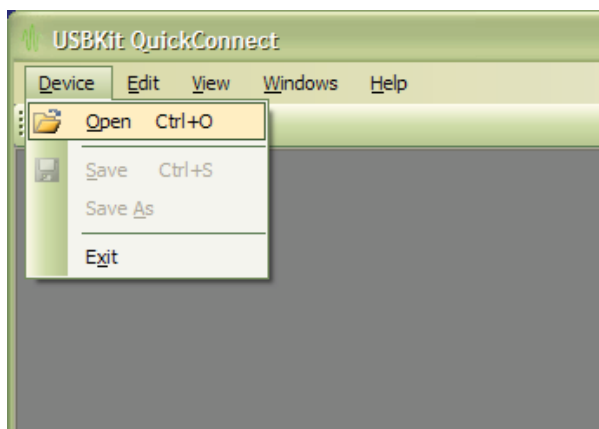 USBKit QuickConnect
Device Edit View Windows Help
Open Ctrl+O
Save Ctrl+S
Save As
Exit